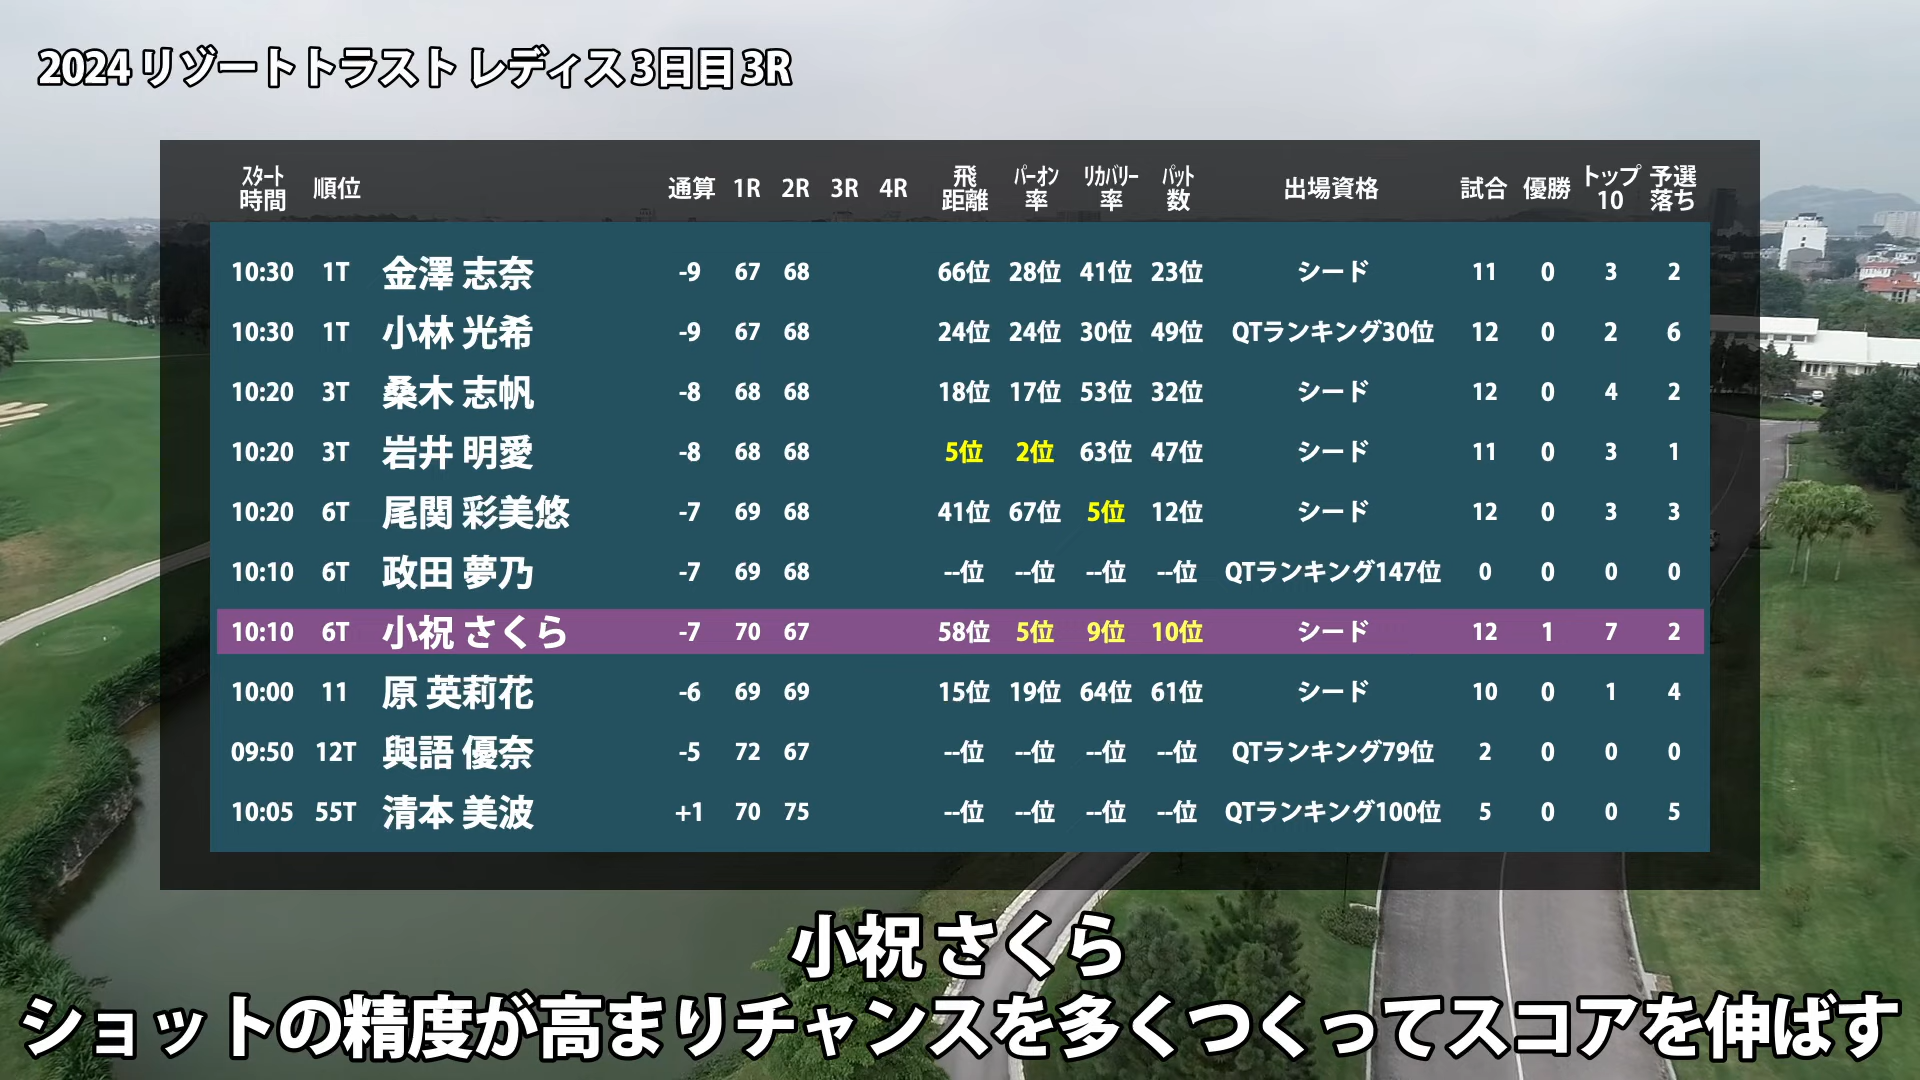 2024 リゾートトラスト レディス 3日目 3R
スタート時間 順位 通算 1R 2R 3R 4R 飛距離 パーオン率 リカバリー率 パット数 出場資格 試合 優勝 トップ10 予選落ち
10:30 1T 金澤 志奈 -9 67 68 66位 28位 41位 23位 シード 11 0 3 2
10:30 1T 小林 光希 -9 67 68 24位 24位 30位 49位 QTランキング30位 12 0 2 6
10:20 3T 桑木 志帆 -8 68 68 18位 17位 53位 32位 シード 12 0 4 2
10:20 3T 岩井 明愛 -8 68 68 5位 2位 63位 47位 シード 11 0 3 1
10:20 6T 尾関 彩美悠 -7 69 68 41位 67位 5位 12位 シード 12 0 3 3
10:10 6T 政田 夢乃 -7 69 68 --位 --位 --位 --位 QTランキング147位 0 0 0 0
10:10 6T 小祝 さくら -7 70 67 58位 5位 9位 10位 シード 12 1 7 2
10:00 11 原 英莉花 -6 69 69 15位 19位 64位 61位 シード 10 0 1 4
09:50 12T 與語 優奈 -5 72 67 --位 --位 --位 --位 QTランキング79位 2 0 0 0
10:05 55T 清本 美波 +1 70 75 --位 --位 --位 --位 QTランキング100位 5 0 0 5
小祝 さくら
ショットの精度が高まりチャンスを多くつくってスコアを伸ばす